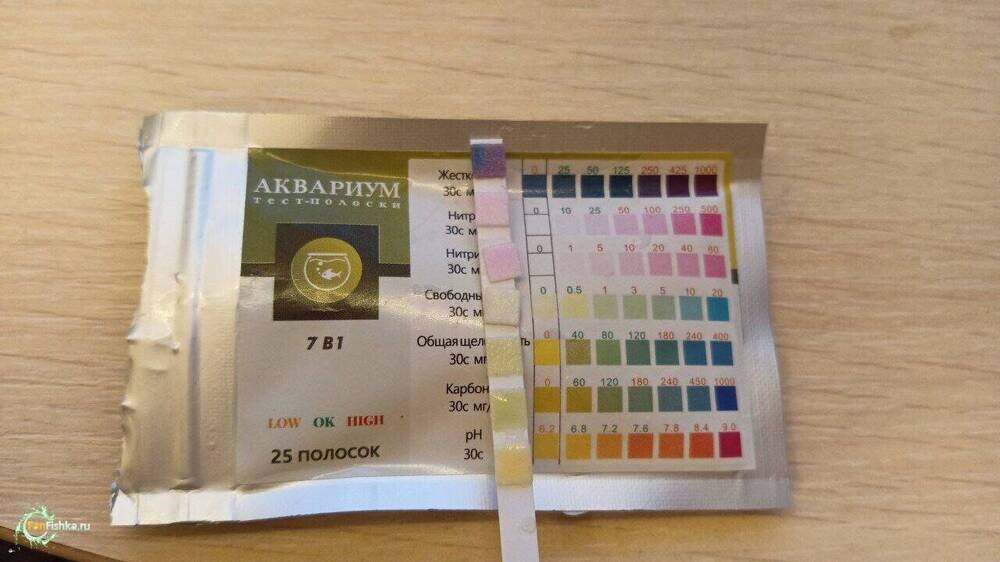 АКВАРИУМ
ТЕСТ-ПОЛОСКИ
7 В 1
LOW OK HIGH
25 ПОЛОСОК
Жестк
30с м
0 25 50 125 250 425 1000
Нитр
30с м
0 10 25 50 100 250 500
Нитри
30с м
0 1 5 10 20 40 80
Свободны
30с м
0 0.5 1 3 5 10 20
Общая щел ть
30с мг
0 40 80 120 180 240 400
Карбон
30с мг/
0 60 120 180 240 450 1000
pH
30с
6.2 6.8 7.2 7.6 7.8 8.4 9.0
FanFishka.ru